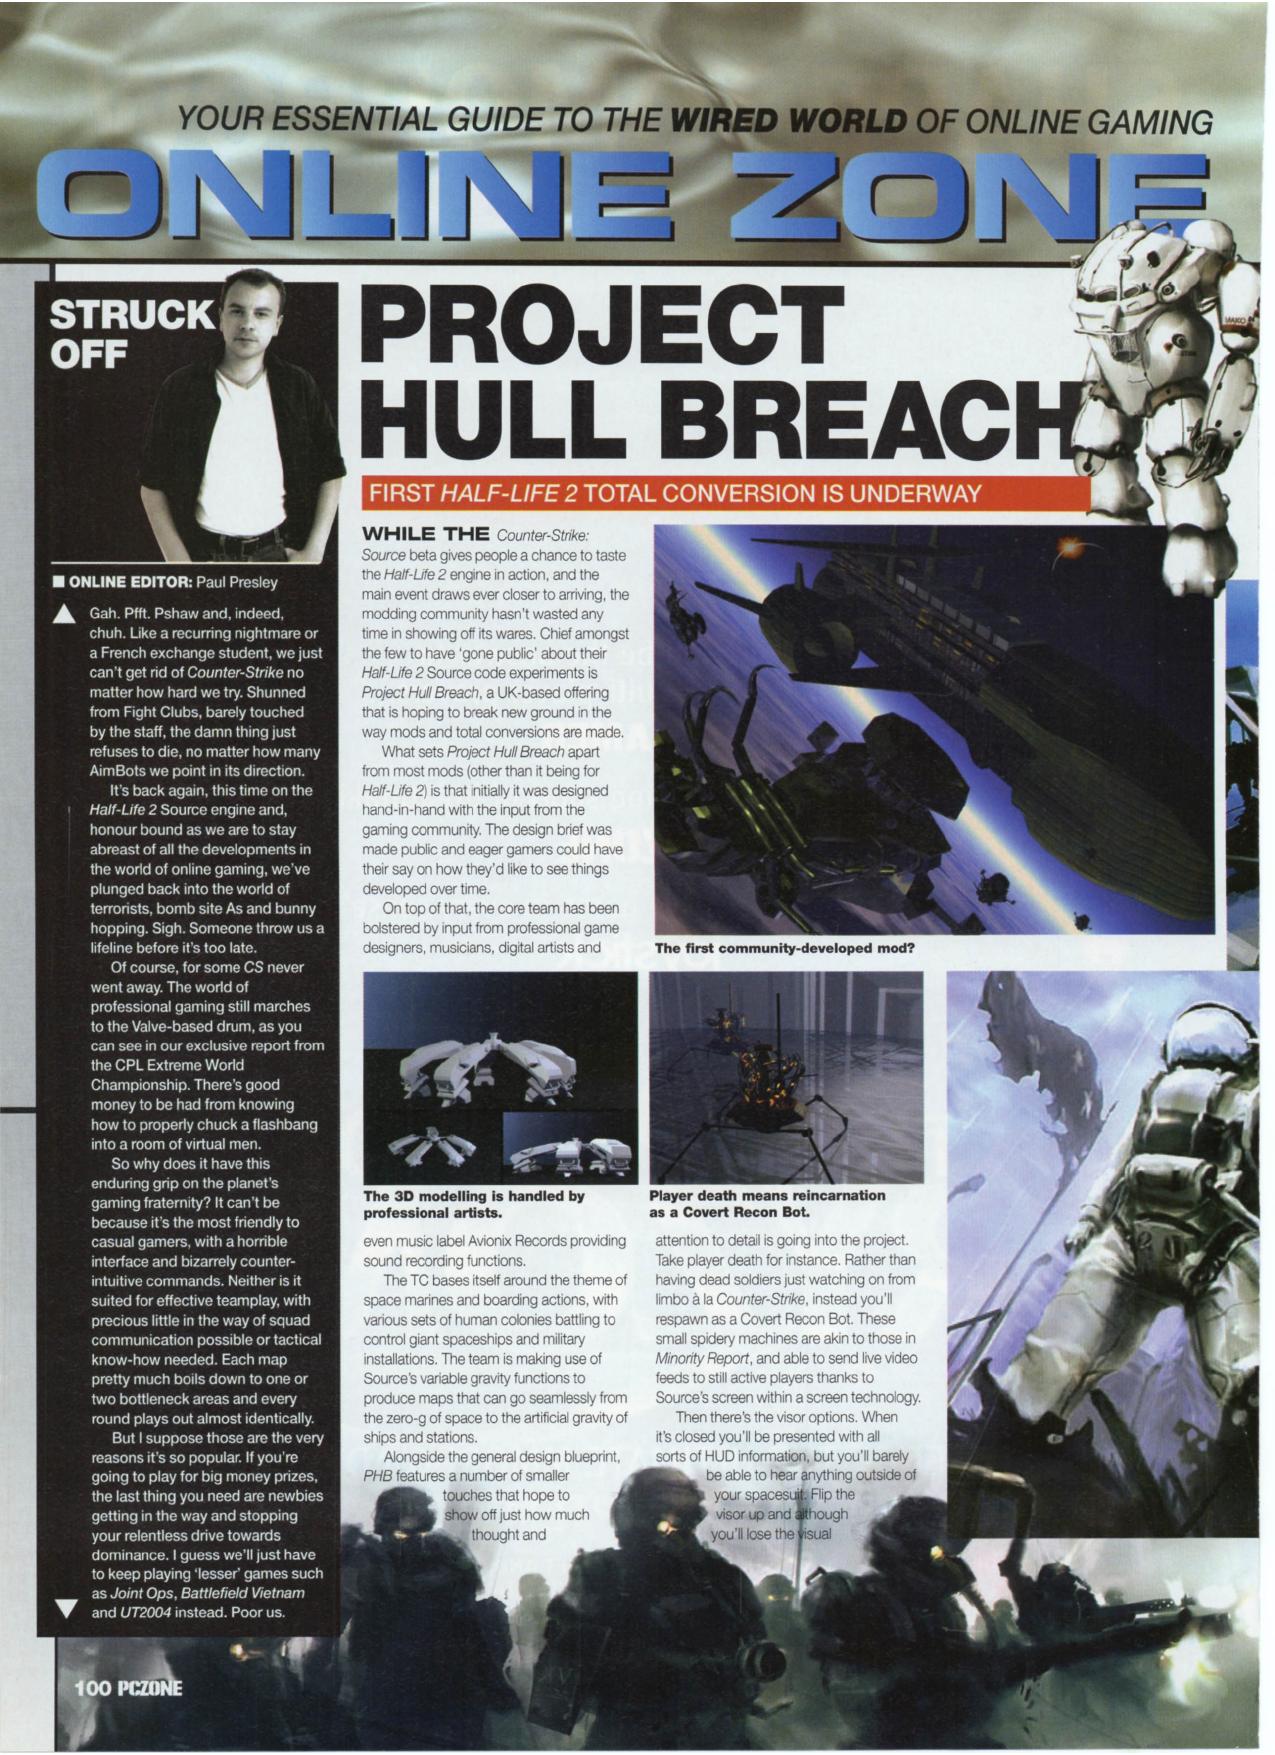 YOUR ESSENTIAL GUIDE TO THE WIRED WORLD OF ONLINE GAMING
ONLINE ZONE
STRUCK
OFF
■ ONLINE EDITOR: Paul Presley
Gah. Pfft. Pshaw and, indeed,
chuh. Like a recurring nightmare or
a French exchange student, we just
can't get rid of Counter-Strike no
matter how hard we try. Shunned
from Fight Clubs, barely touched
by the staff, the damn thing just
refuses to die, no matter how many
AimBots we point in its direction.
It's back again, this time on the
Half-Life 2 Source engine and,
honour bound as we are to stay
abreast of all the developments in
the world of online gaming, we've
plunged back into the world of
terrorists, bomb site As and bunny
hopping. Sigh. Someone throw us a
lifeline before it's too late.
Of course, for some CS never
went away. The world of
professional gaming still marches
to the Valve-based drum, as you
can see in our exclusive report from
the CPL Extreme World
Championship. There's good
money to be had from knowing
how to properly chuck a flashbang
into a room of virtual men.
So why does it have this
enduring grip on the planet's
gaming fraternity? It can't be
because it's the most friendly to
casual gamers, with a horrible
interface and bizarrely counter-
intuitive commands. Neither is it
suited for effective teamplay, with
precious little in the way of squad
communication possible or tactical
know-how needed. Each map
pretty much boils down to one or
two bottleneck areas and every
round plays out almost identically.
But I suppose those are the very
reasons it's so popular. If you're
going to play for big money prizes,
the last thing you need are newbies
getting in the way and stopping
your relentless drive towards
dominance. I guess we'll just have
to keep playing 'lesser' games such
as Joint Ops, Battlefield Vietnam
and UT2004 instead. Poor us.
PROJECT
HULL BREACH
MAKO
FIRST HALF-LIFE 2 TOTAL CONVERSION IS UNDERWAY
WHILE THE Counter-Strike:
Source beta gives people a chance to taste
the Half-Life 2 engine in action, and the
main event draws ever closer to arriving, the
modding community hasn't wasted any
time in showing off its wares. Chief amongst
the few to have 'gone public' about their
Half-Life 2 Source code experiments is
Project Hull Breach, a UK-based offering
that is hoping to break new ground in the
way mods and total conversions are made.
What sets Project Hull Breach apart
from most mods (other than it being for
Half-Life 2) is that initially it was designed
hand-in-hand with the input from the
gaming community. The design brief was
made public and eager gamers could have
their say on how they'd like to see things
developed over time.
On top of that, the core team has been
bolstered by input from professional game
designers, musicians, digital artists and
The first community-developed mod?
The 3D modelling is handled by
professional artists.
Player death means reincarnation
as a Covert Recon Bot.
even music label Avionix Records providing
sound recording functions.
The TC bases itself around the theme of
space marines and boarding actions, with
various sets of human colonies battling to
control giant spaceships and military
installations. The team is making use of
Source's variable gravity functions to
produce maps that can go seamlessly from
the zero-g of space to the artificial gravity of
ships and stations.
Alongside the general design blueprint,
PHB features a number of smaller
touches that hope to
show off just how much
thought and
attention to detail is going into the project.
Take player death for instance. Rather than
having dead soldiers just watching on from
limbo à la Counter-Strike, instead you'll
respawn as a Covert Recon Bot. These
small spidery machines are akin to those in
Minority Report, and able to send live video
feeds to still active players thanks to
Source's screen within a screen technology.
Then there's the visor options. When
it's closed you'll be presented with all
sorts of HUD information, but you'll barely
be able to hear anything outside of
your spacesuit. Flip the
visor up and although
you'll lose the visual
100 PCZONE